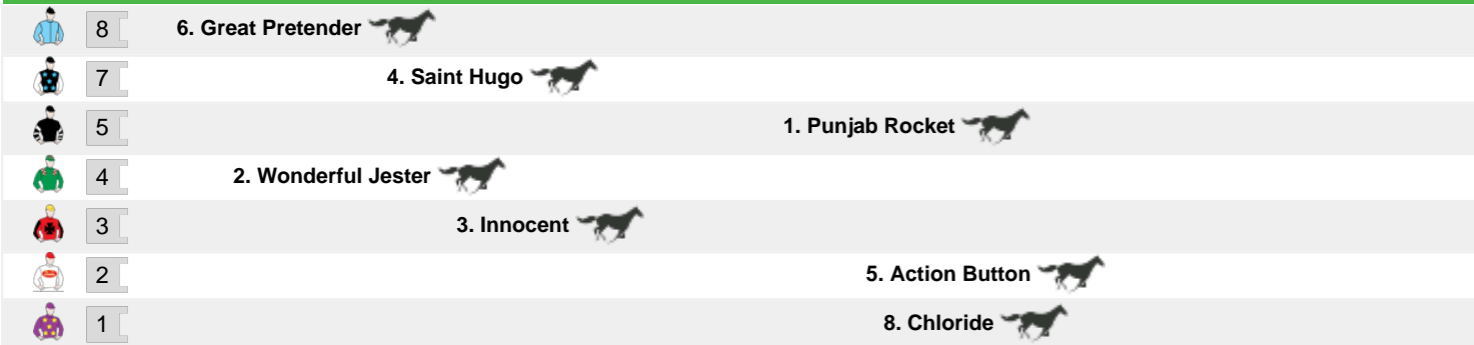 8 6. Great Pretender
7 4. Saint Hugo
5 1. Punjab Rocket
4 2. Wonderful Jester
3 3. Innocent
2 5. Action Button
1 8. Chloride